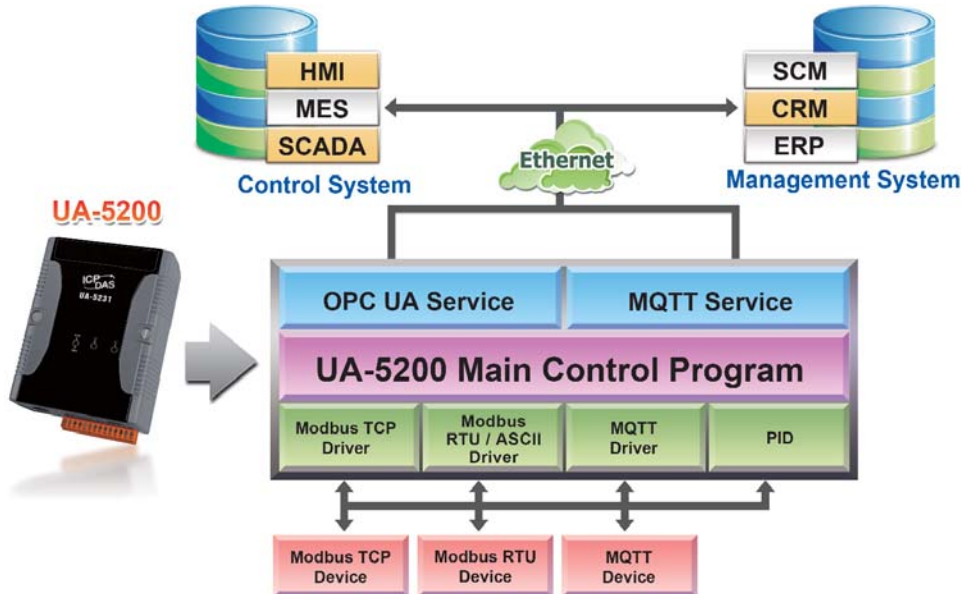 HMI
MES
SCADA
Control System
SCM
CRM
ERP
Management System
Ethernet
UA-5200
ICP
DAS
UA-5231
OPC UA Service
MQTT Service
UA-5200 Main Control Program
Modbus TCP
Driver
Modbus
RTU / ASCII
Driver
MQTT
Driver
PID
Modbus TCP
Device
Modbus RTU
Device
MQTT
Device